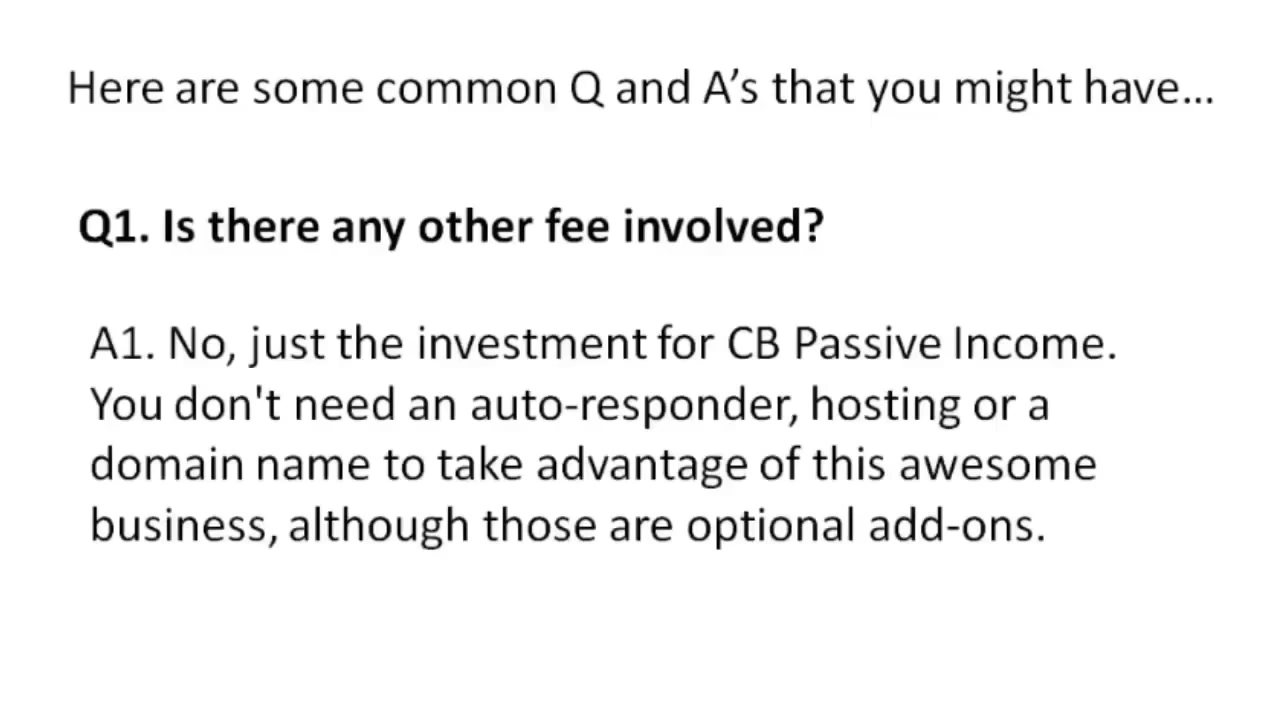 Here are some common Q and A’s that you might have…
Q1. Is there any other fee involved?
A1. No, just the investment for CB Passive Income.
You don't need an auto-responder, hosting or a
domain name to take advantage of this awesome
business, although those are optional add-ons.